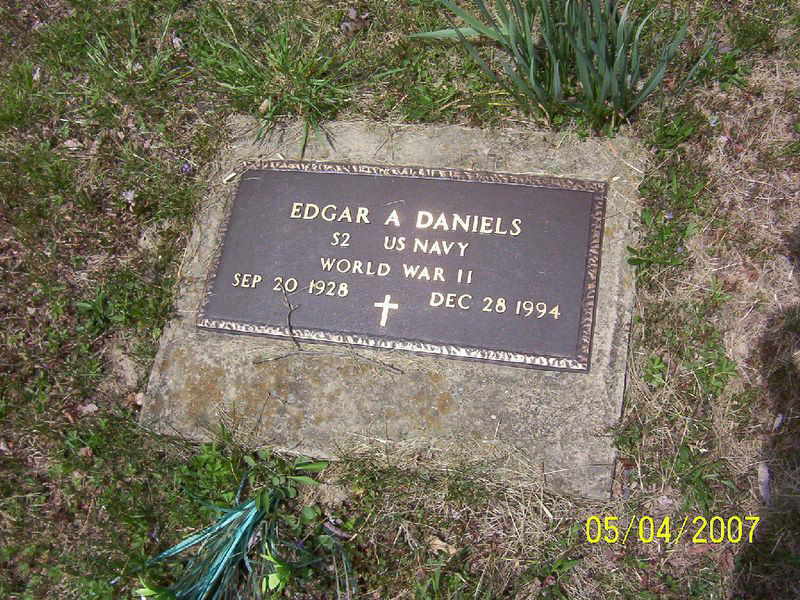 EDGAR A DANIELS
S2 US NAVY
WORLD WAR II
SEP 20 1928 DEC 28 1994
05/04/2007